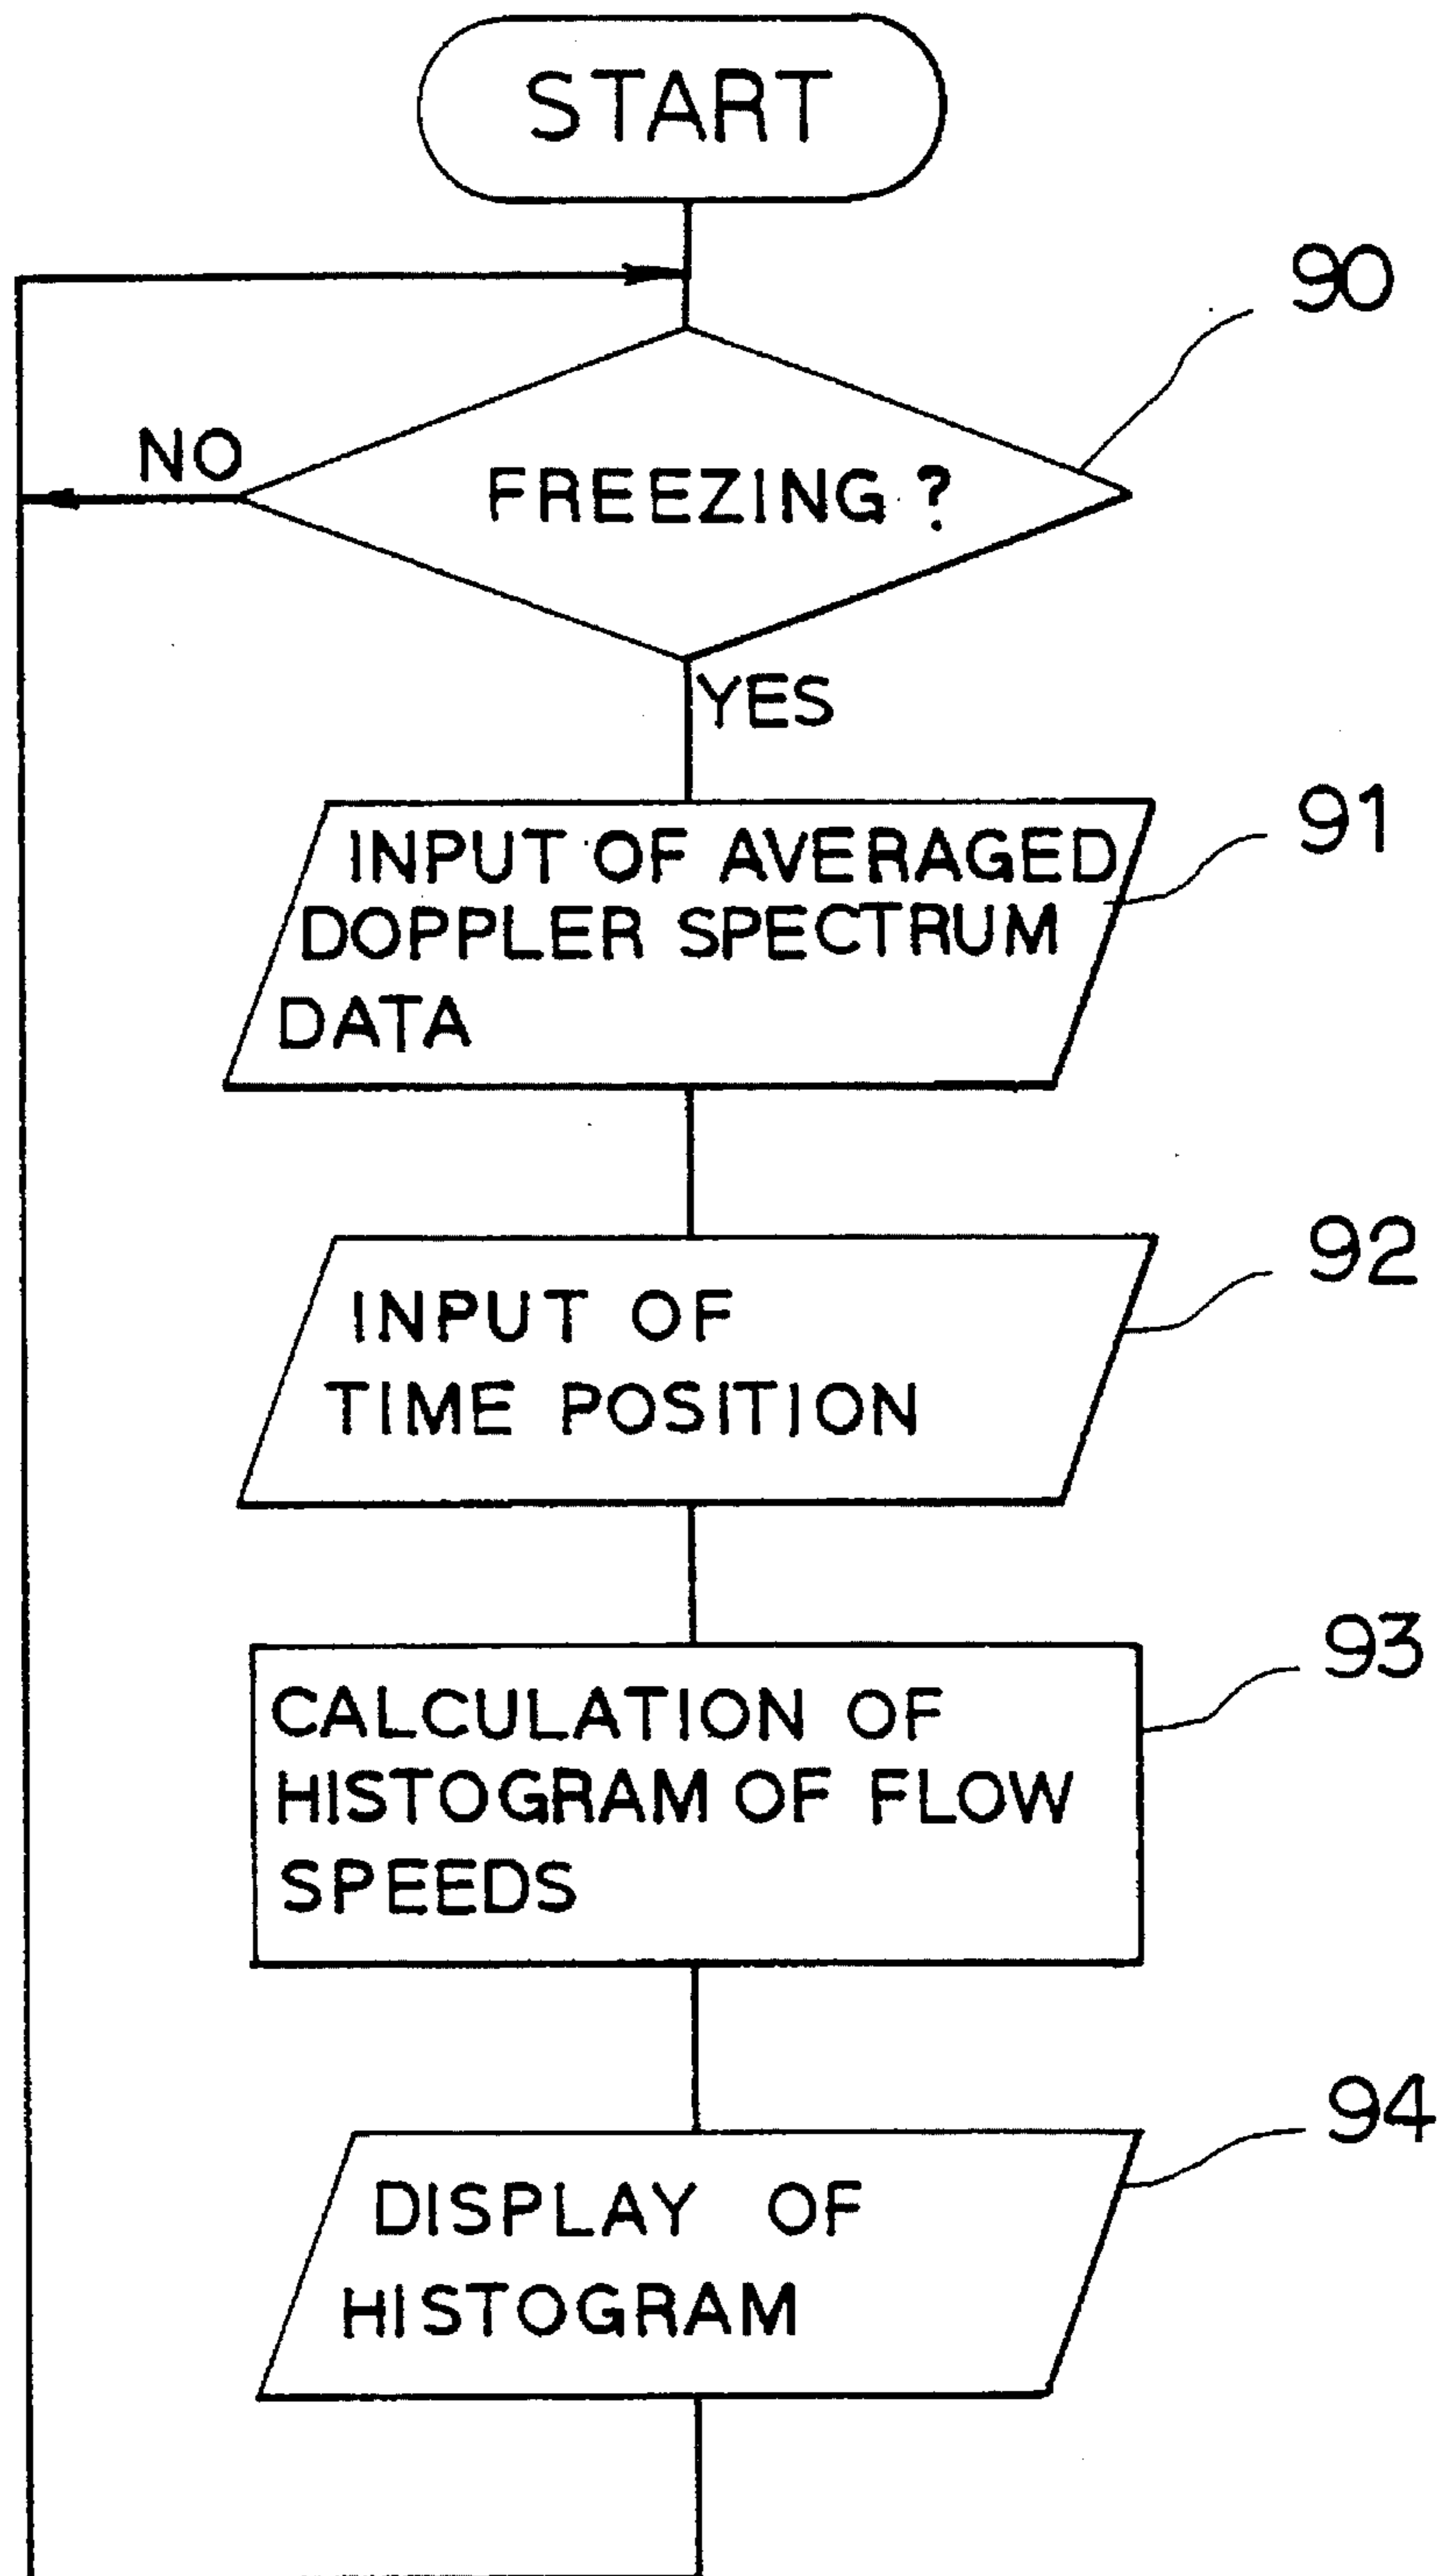 START
90
NO
FREEZING ?
YES
91
INPUT OF AVERAGED
DOPPLER SPECTRUM
DATA
92
INPUT OF
TIME POSITION
93
CALCULATION OF
HISTOGRAM OF FLOW
SPEEDS
94
DISPLAY OF
HISTOGRAM